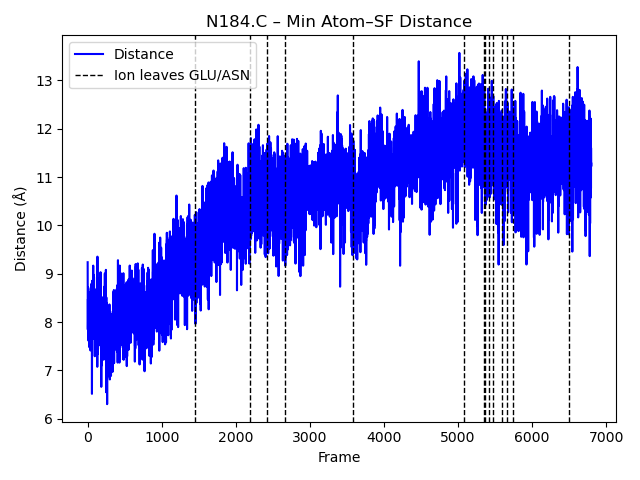 N184.C – Min Atom–SF Distance
Distance
Ion leaves GLU/ASN
Distance (Å)
13
12
11
10
9
8
7
6
0 1000 2000 3000 4000 5000 6000 7000
Frame